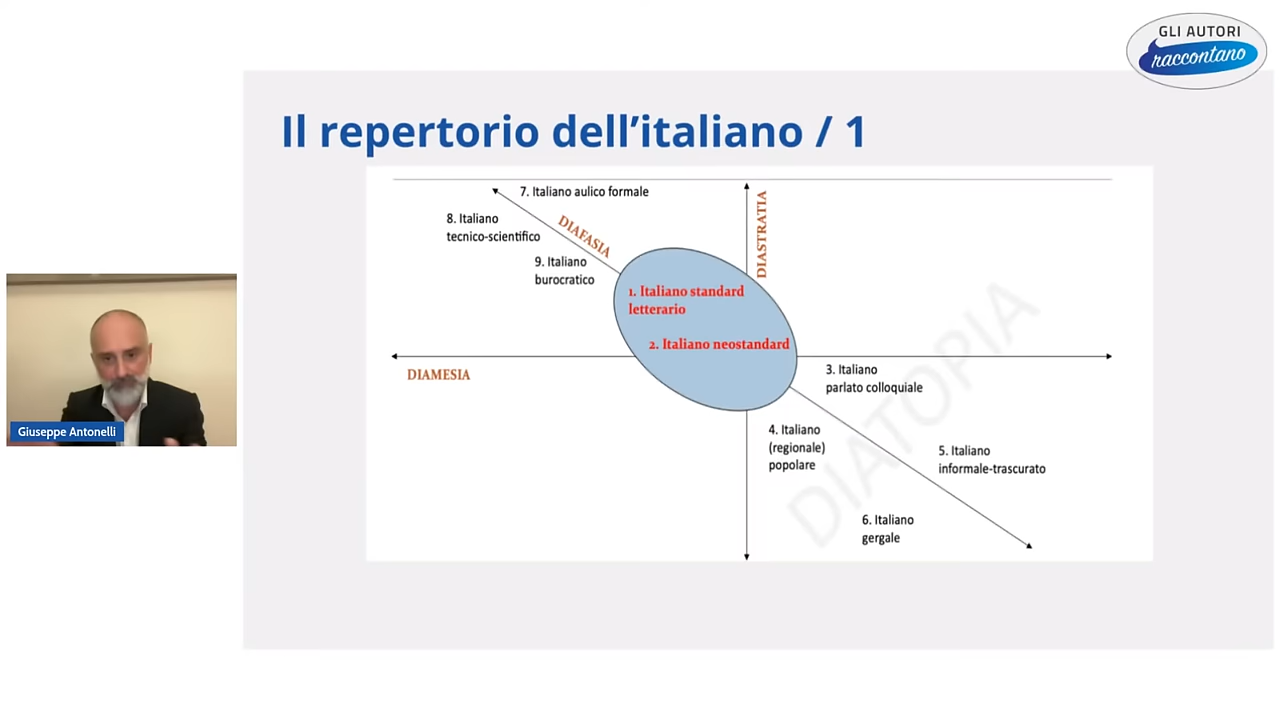 GLI AUTORI
raccontano
Il repertorio dell’italiano / 1
7. Italiano aulico formale
8. Italiano
tecnico-scientifico
DIAFASIA
DIASTRATIA
9. Italiano
burocratico
1. Italiano standard
letterario
2. Italiano neostandard
DIAMESIA
3. Italiano
parlato colloquiale
4. Italiano
(regionale)
popolare
5. Italiano
informale-trascurato
6. Italiano
gergale
DIATOPIA
Giuseppe Antonelli